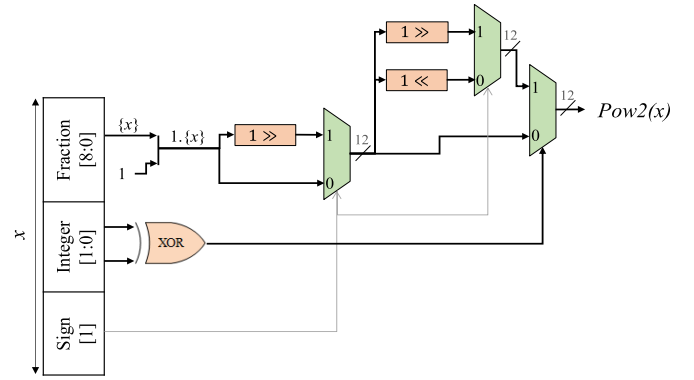 1 ≫
1
12
1 ≪
0
1
12
Pow2(x)
0
Fraction
[8:0]
{x}
1.{x}
1
1 ≫
1
12
0
x
Integer
[1:0]
XOR
Sign
[1]